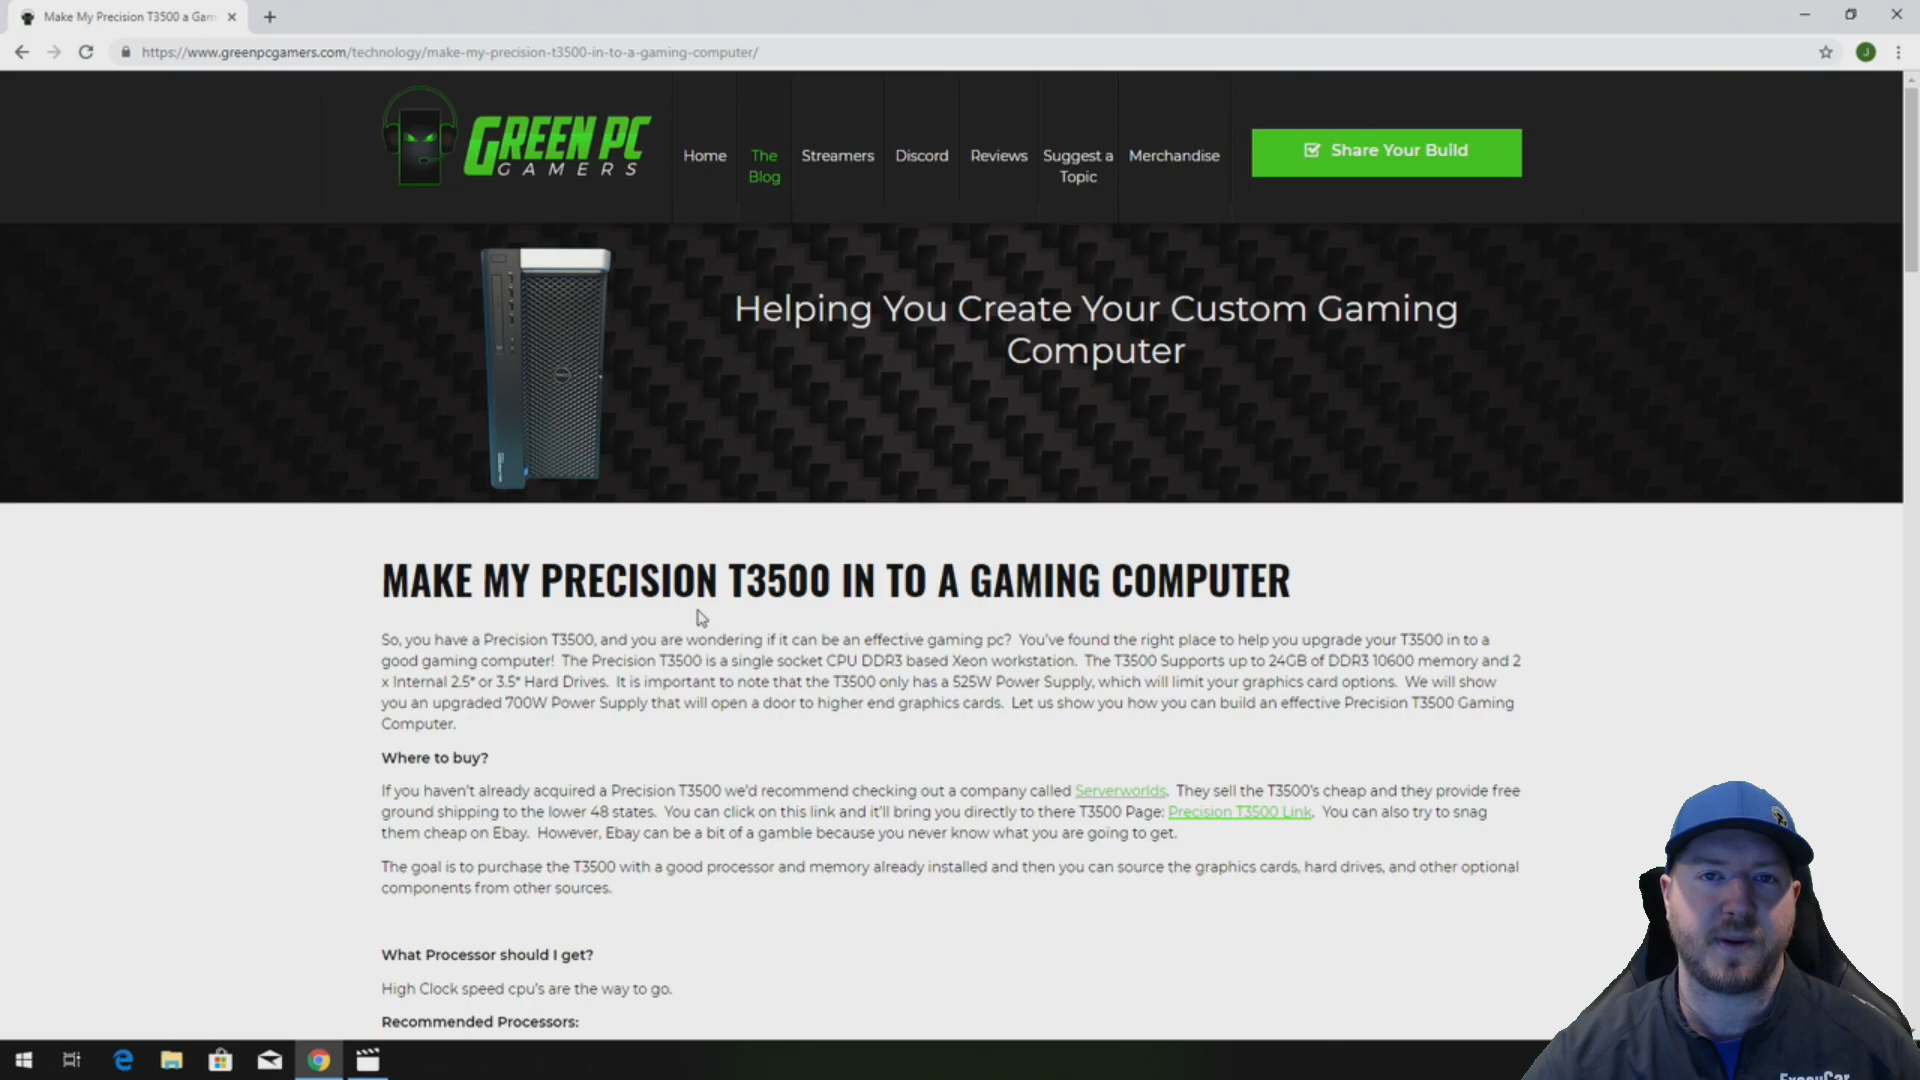 Make My Precision T3500 a Gam
https://www.greenpcgamers.com/technology/make-my-precision-t3500-in-to-a-gaming-computer/
J
GREEN PC
GAMERS
Home
The
Blog
Streamers
Discord
Reviews
Suggest a
Topic
Merchandise
Share Your Build
Helping You Create Your Custom Gaming
Computer
MAKE MY PRECISION T3500 IN TO A GAMING COMPUTER
So, you have a Precision T3500, and you are wondering if it can be an effective gaming pc? You've found the right place to help you upgrade your T3500 in to a
good gaming computer! The Precision T3500 is a single socket CPU DDR3 based Xeon workstation. The T3500 Supports up to 24GB of DDR3 10600 memory and 2
x Internal 2.5" or 3.5" Hard Drives. It is important to note that the T3500 only has a 525W Power Supply, which will limit your graphics card options. We will show
you an upgraded 700W Power Supply that will open a door to higher end graphics cards. Let us show you how you can build an effective Precision T3500 Gaming
Computer.
Where to buy?
If you haven't already acquired a Precision T3500 we'd recommend checking out a company called Serverworlds. They sell the T3500's cheap and they provide free
ground shipping to the lower 48 states. You can click on this link and it'll bring you directly to there T3500 Page: Precision T3500 Link. You can also try to snag
them cheap on Ebay. However, Ebay can be a bit of a gamble because you never know what you are going to get.
The goal is to purchase the T3500 with a good processor and memory already installed and then you can source the graphics cards, hard drives, and other optional
components from other sources.
What Processor should I get?
High Clock speed cpu's are the way to go.
Recommended Processors:
ExecuCar